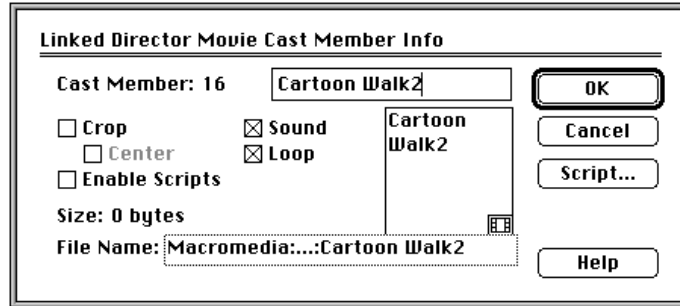 Linked Director Movie Cast Member Info
Cast Member: 16
Cartoon Walk2
OK
Crop
Sound
Cartoon
Walk2
Cancel
Center
Loop
Enable Scripts
Script...
Size: 0 bytes
File Name: Macromedia:...:Cartoon Walk2
Help